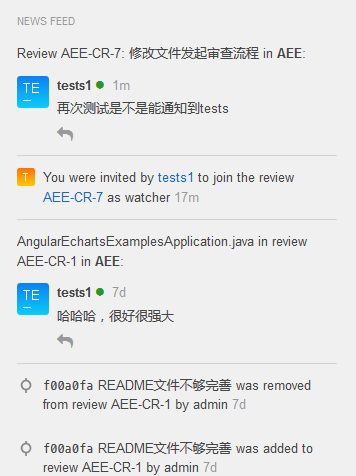 NEWS FEED
Review AEE-CR-7: 修改文件发起审查流程 in AEE:
TE
tests1 1m
再次测试是不是能通知到tests
T
You were invited by tests1 to join the review
AEE-CR-7 as watcher 17m
AngularEchartsExamplesApplication.java in review
AEE-CR-1 in AEE:
TE
tests1 7d
哈哈哈，很好很强大
f00a0fa README文件不够完善 was removed
from review AEE-CR-1 by admin 7d
f00a0fa README文件不够完善 was added to
review AEE-CR-1 by admin 7d